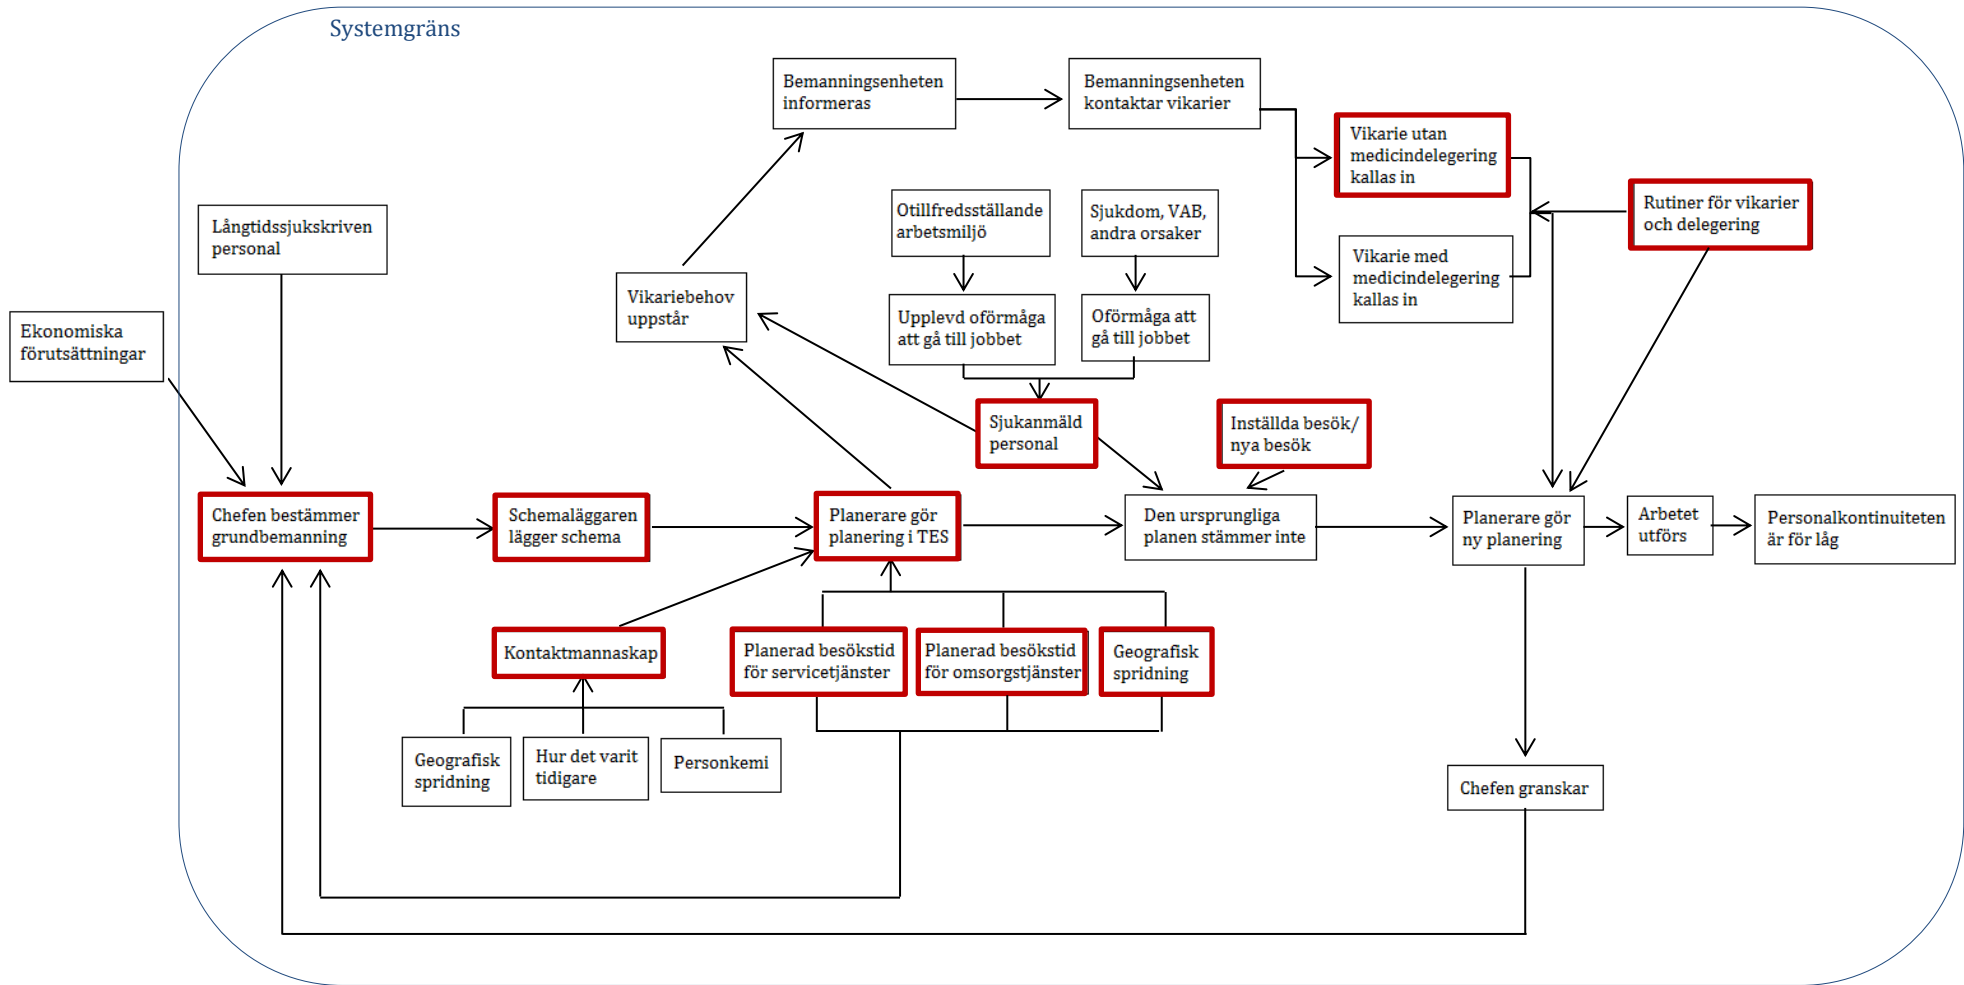 Systemgräns
Bemanningsenheten
informeras
Bemanningsenheten
kontaktar vikarier
Vikarie utan
medicindelegering
kallas in
Rutiner för vikarier
och delegering
Otillfredsställande
arbetsmiljö
Sjukdom, VAB,
andra orsaker
Långtidssjukskriven
personal
Vikarie med
medicindelegering
kallas in
Vikariebehov
uppstår
Upplevd oförmåga
att gå till jobbet
Oförmåga att
gå till jobbet
Ekonomiska
förutsättningar
Sjukanmäld
personal
Inställda besök/
nya besök
Chefen bestämmer
grundbemanning
Schemaläggaren
lägger schema
Planerare gör
planering i TES
Den ursprungliga
planen stämmer inte
Planerare gör
ny planering
Arbetet
utförs
Personalkontinuiteten
är för låg
Kontaktmannaskap
Planerad besökstid
för servicetjänster
Planerad besökstid
för omsorgstjänster
Geografisk
spridning
Geografisk
spridning
Hur det varit
tidigare
Personkemi
Chefen granskar